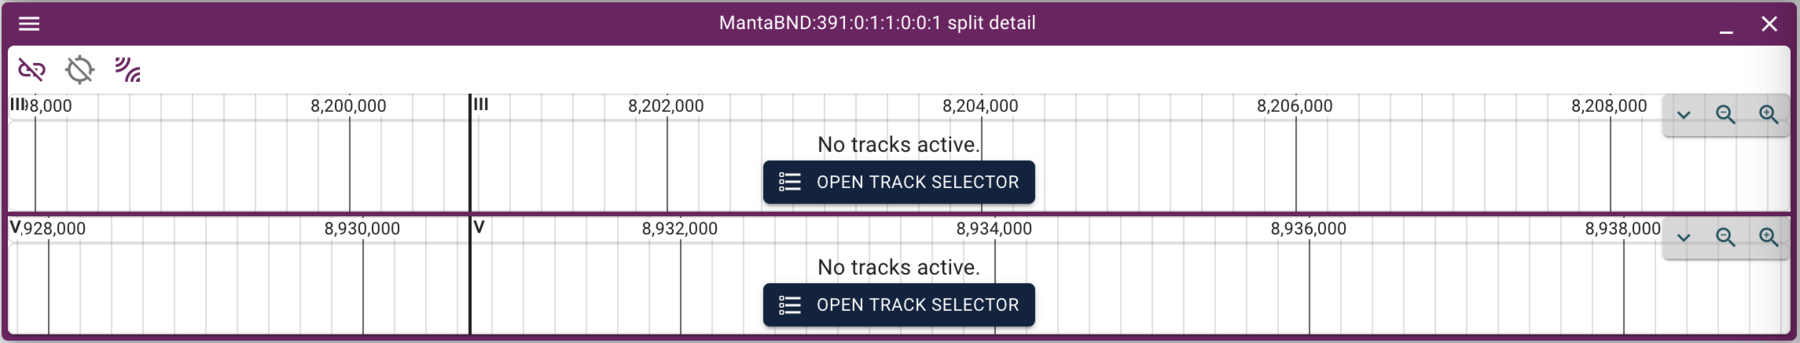 MantaBND:391:0:1:1:0:0:1 split detail
III 8,000 8,200,000 III 8,202,000 8,204,000 8,206,000 8,208,000
No tracks active.
OPEN TRACK SELECTOR
V ,928,000 8,930,000 V 8,932,000 8,934,000 8,936,000 8,938,000
No tracks active.
OPEN TRACK SELECTOR